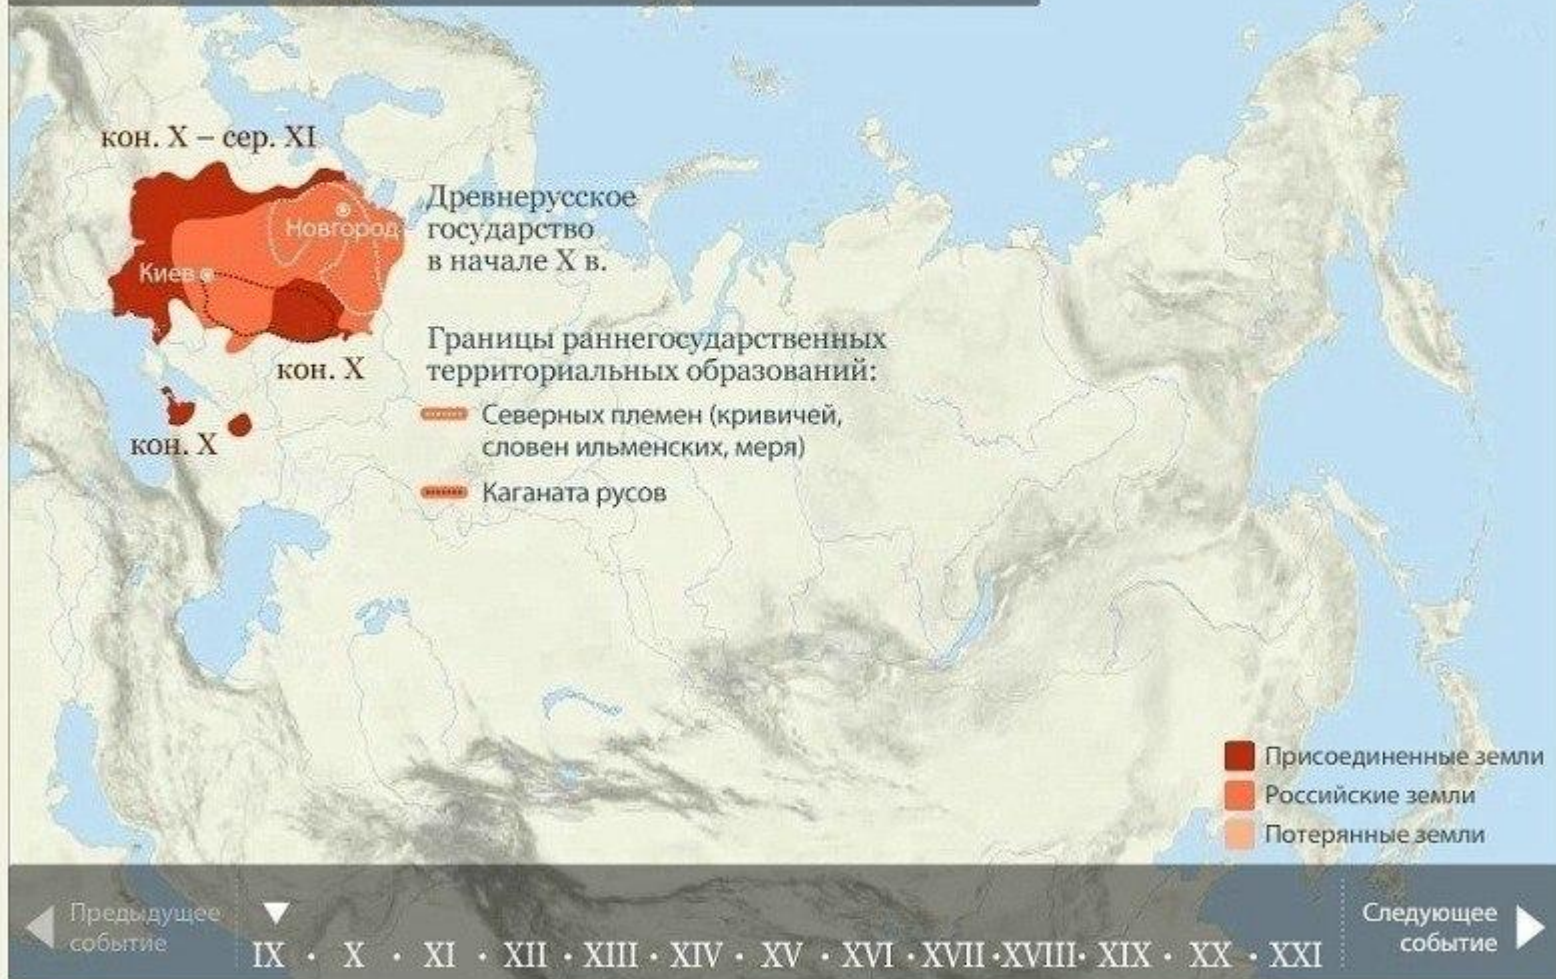 кон. X – сер. XI
Древнерусское
государство
в начале X в.
Новгород
Киев
Границы раннегосударственных
территориальных образований:
кон. X
Северных племен (кривичей,
словен ильменских, меря)
кон. X
Каганата русов
Присоединенные земли
Российские земли
Потерянные земли
Предыдущее
событие
IX · X · XI · XII · XIII · XIV · XV · XVI · XVII · XVIII · XIX · XX · XXI
Следующее
событие